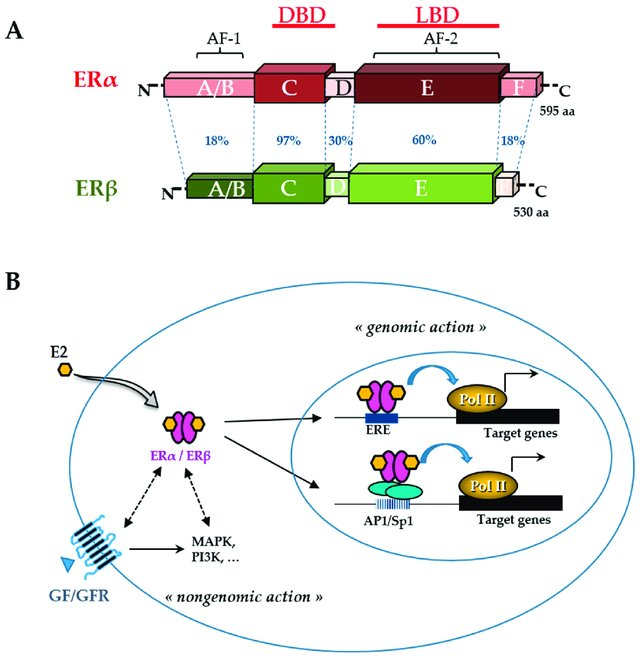 A
DBD LBD
AF-1 AF-2
ERα N A/B C D E F C
595 aa
18% 97% 30% 60% 18%
ERβ N A/B C D E F C
530 aa
B
« genomic action »
E2
Pol II
ERE
Target genes
ERα / ERβ
Pol II
AP1/Sp1
Target genes
MAPK,
PI3K, ...
GF/GFR
« nongenomic action »